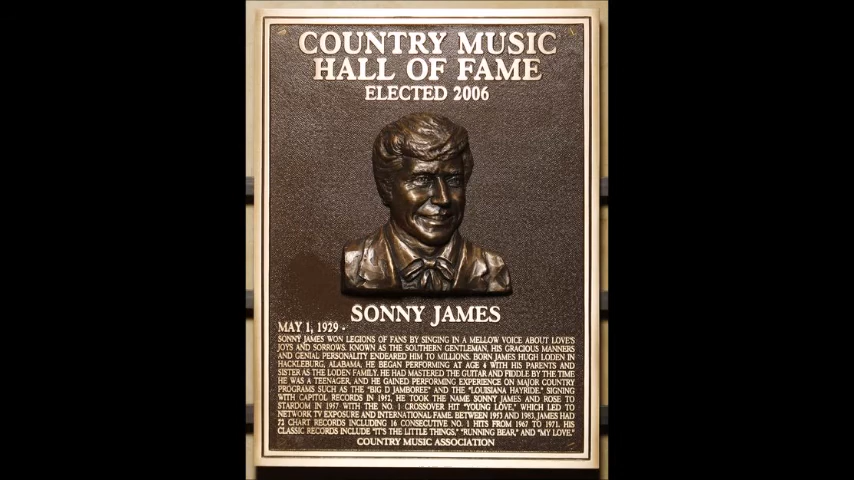 COUNTRY MUSIC
HALL OF FAME
ELECTED 2006
SONNY JAMES
MAY 1, 1929 -
SONNY JAMES WON LEGIONS OF FANS BY SINGING IN A MELLOW VOICE ABOUT LOVE'S
JOYS AND SORROWS. KNOWN AS THE SOUTHERN GENTLEMAN, HIS GRACIOUS MANNERS
AND GENIAL PERSONALITY ENDEARED HIM TO MILLIONS. BORN JAMES HUGH LODEN IN
HACKLEBURG, ALABAMA, HE BEGAN PERFORMING AT AGE 4 WITH HIS PARENTS AND
SISTER AS THE LODEN FAMILY. HE HAD MASTERED THE GUITAR AND FIDDLE BY THE TIME
HE WAS A TEENAGER, AND HE GAINED PERFORMING EXPERIENCE ON MAJOR COUNTRY
PROGRAMS SUCH AS THE "BIG D JAMBOREE" AND THE "LOUISIANA HAYRIDE." SIGNING
WITH CAPITOL RECORDS IN 1952, HE TOOK THE NAME SONNY JAMES AND ROSE TO
STARDOM IN 1957 WITH THE NO. 1 CROSSOVER HIT "YOUNG LOVE," WHICH LED TO
NETWORK TV EXPOSURE AND INTERNATIONAL FAME. BETWEEN 1953 AND 1983, JAMES HAD
72 CHART RECORDS INCLUDING 16 CONSECUTIVE NO. 1 HITS FROM 1967 TO 1971. HIS
CLASSIC RECORDS INCLUDE "IT'S THE LITTLE THINGS," "RUNNING BEAR," AND "MY LOVE."
COUNTRY MUSIC ASSOCIATION